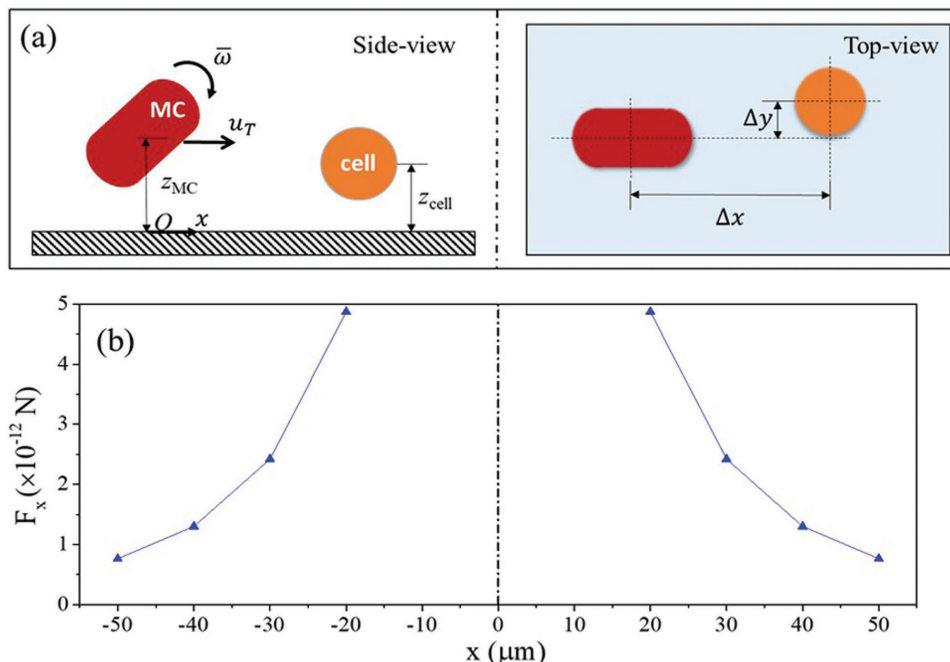 (a)
Side-view
Top-view
ω̅
MC
u_T
cell
z_MC
z_cell
O
x
Δy
Δx
(b)
F_x (×10⁻¹² N)
5
4
3
2
1
0
-50 -40 -30 -20 -10 0 10 20 30 40 50
x (μm)